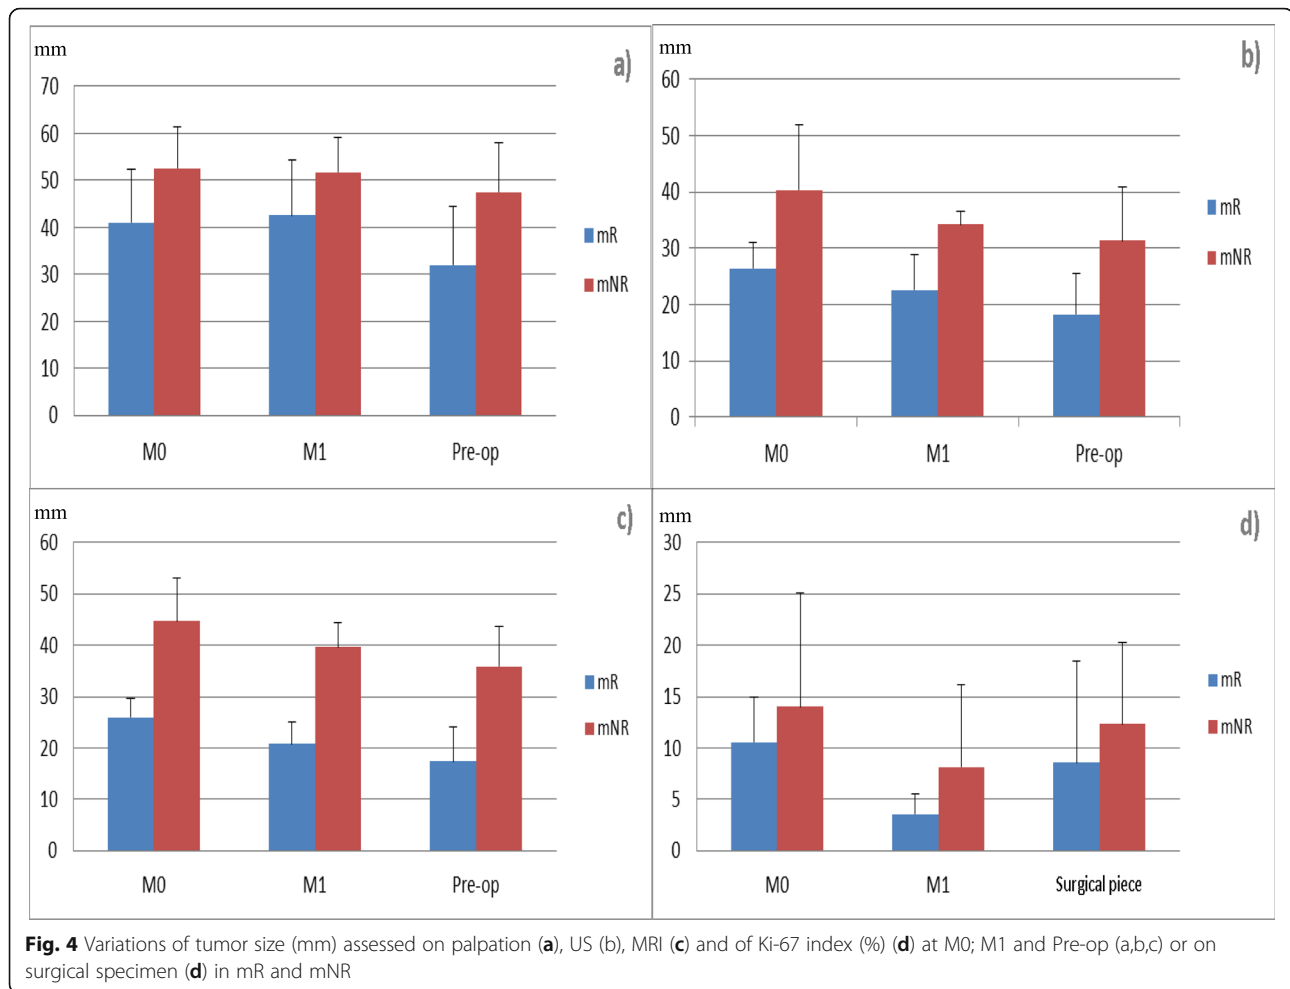 mm
a)
70
60
50
40
30
20
10
0
M0 M1 Pre-op
mR
mNR
mm
b)
60
50
40
30
20
10
0
M0 M1 Pre-op
mR
mNR
mm
c)
60
50
40
30
20
10
0
M0 M1 Pre-op
mR
mNR
mm
d)
30
25
20
15
10
5
0
M0 M1 Surgical piece
mR
mNR
Fig. 4 Variations of tumor size (mm) assessed on palpation (a), US (b), MRI (c) and of Ki-67 index (%) (d) at M0; M1 and Pre-op (a,b,c) or on
surgical specimen (d) in mR and mNR